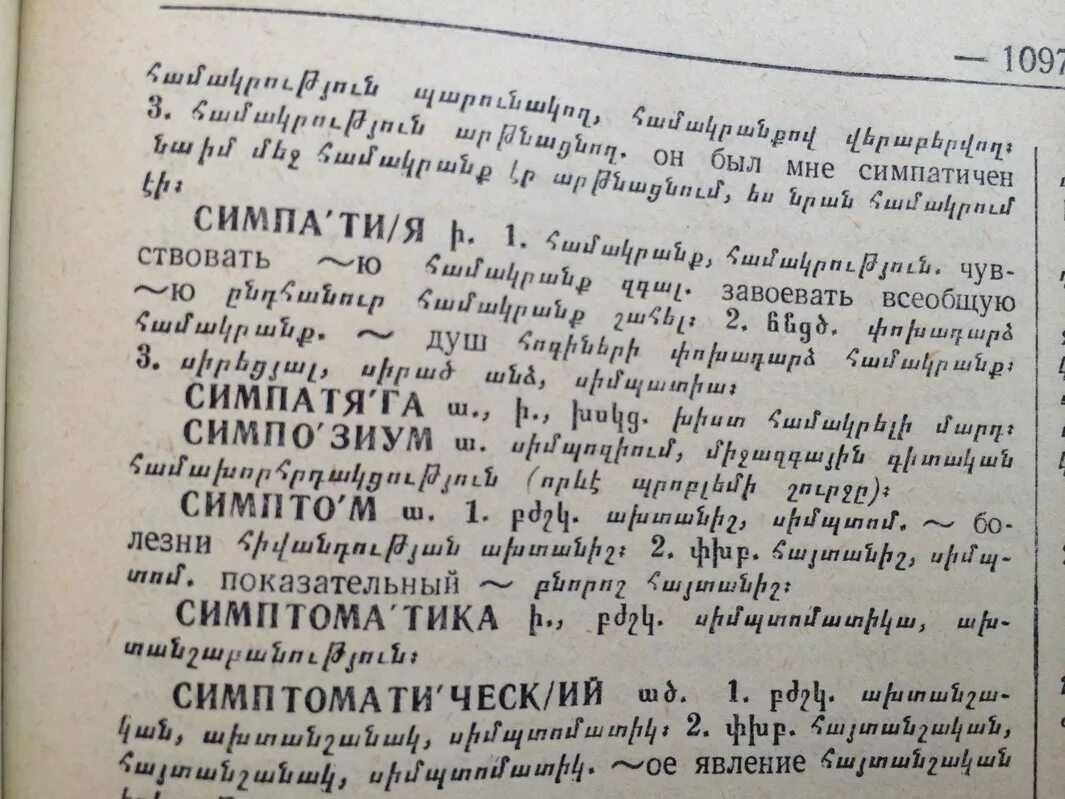 — 1097
համակրություն պարունակող, համակրանքով վերաբերվող։
3. համակրություն արթնացնող. он был мне симпатичен
նա իմ մեջ համակրանք էր արթնացնում, ես նրան համակրում
էի։
СИМПА՛ТИ/Я ի. 1. համակրանք, համակրություն. чув-
ствовать ~ю համակրանք զգալ. завоевать всеобщую
~ю ընդհանուր համակրանք շահել։ 2. հնցծ. փոխադարձ
համակրանք. ~ душ հոգիների փոխադարձ համակրանք։
3. սիրեցյալ, սիրած անձ, սիմպատիա։
СИМПАТЯ՛ГА ա., ի., խսկց. խիստ համակրելի մարդ։
СИМПО՛ЗИУМ ա. սիմպոզիում, միջազգային գիտական
համախորհրդակցություն (որևէ պրոբլեմի շուրջը)։
СИМПТО՛М ա. 1. բժշկ. ախտանիշ, սիմպտոմ. ~ бо-
лезни հիվանդության ախտանիշ։ 2. փխբ. հայտանիշ, սիմպ-
տոմ. показательный ~ բնորոշ հայտանիշ։
СИМПТОМА՛ТИКА ի., բժշկ. սիմպտոմատիկա, ախ-
տանշաբանություն։
СИМПТОМАТИ՛ЧЕСК/ИЙ ած. 1. բժշկ. ախտանշա-
կան, ախտանշանակ, սիմպտոմատիկ։ 2. փխբ. հայտանշական,
հայտանշանակ, սիմպտոմատիկ. ~ое явление հայտանշական